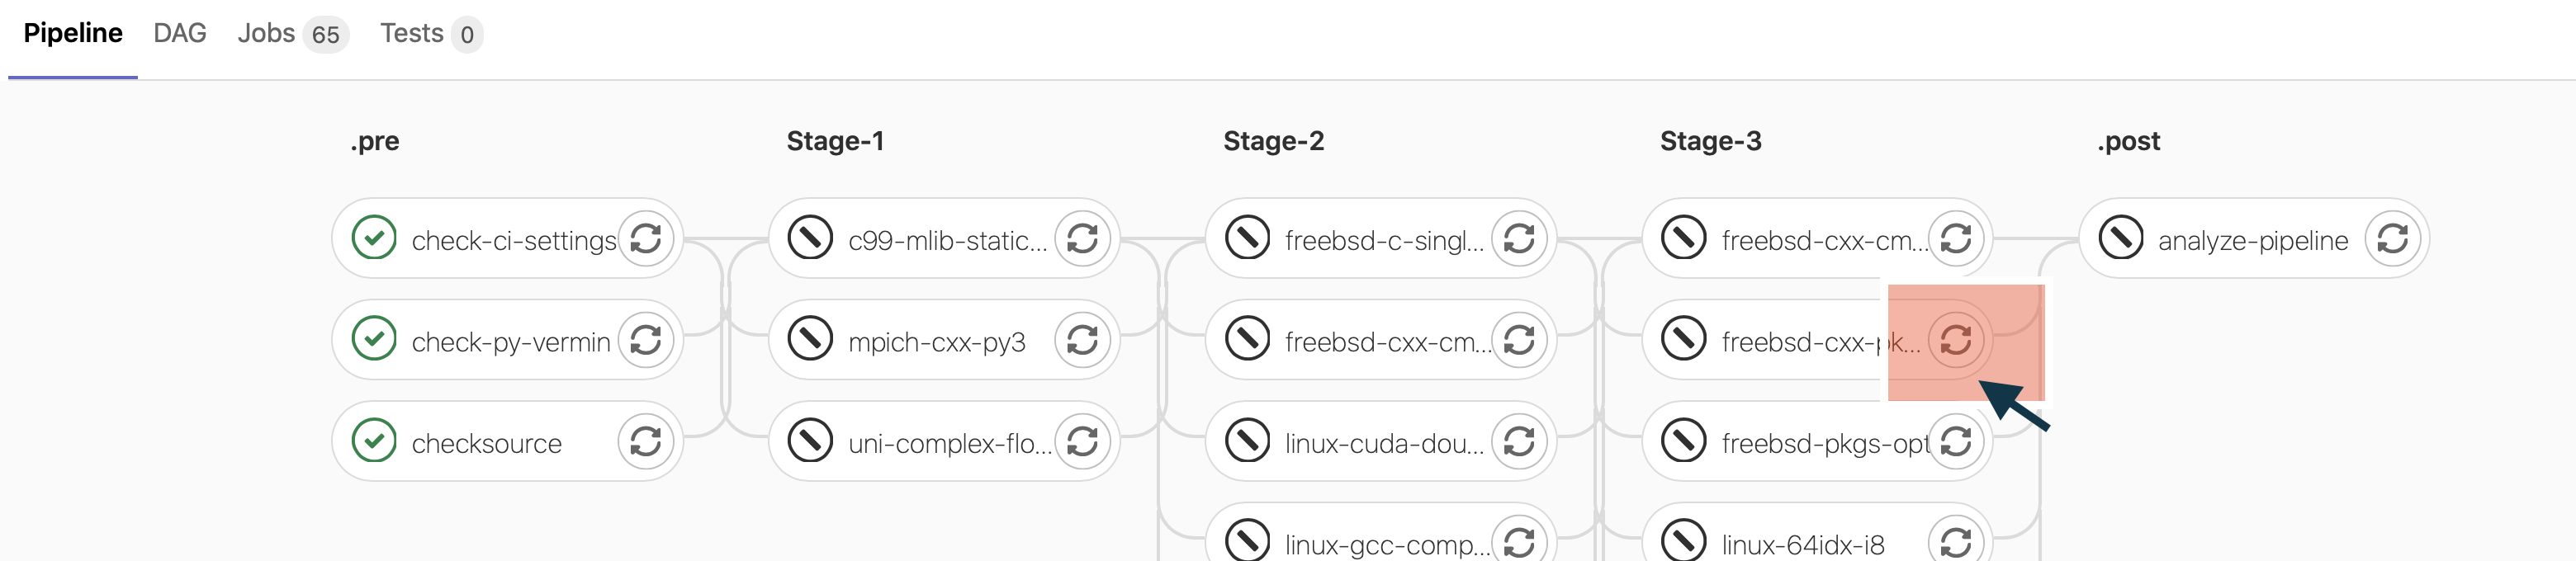 Pipeline DAG Jobs 65 Tests 0
.pre Stage-1 Stage-2 Stage-3 .post
check-ci-settings c99-mlib-static... freebsd-c-singl... freebsd-cxx-cm... analyze-pipeline
check-py-vermin mpich-cxx-py3 freebsd-cxx-cm... freebsd-cxx-pk...
checksource uni-complex-flo... linux-cuda-dou... freebsd-pkgs-opt
linux-gcc-comp... linux-64idx-i8